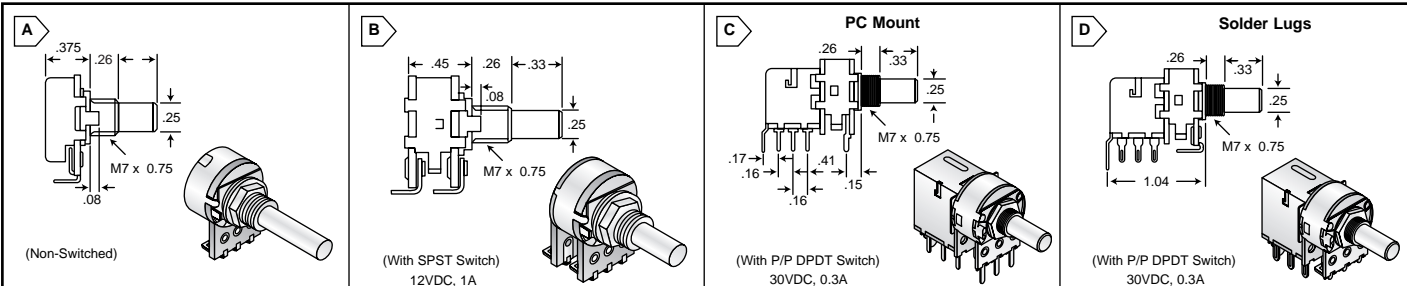 A
.375
.26
.25
M7 x 0.75
.08
(Non-Switched)
B
.45
.26
.33
.08
.25
M7 x 0.75
(With SPST Switch)
12VDC, 1A
C
PC Mount
.26
.33
.25
M7 x 0.75
.17
.41
.16
.15
.16
(With P/P DPDT Switch)
30VDC, 0.3A
D
Solder Lugs
.26
.33
.25
M7 x 0.75
1.04
(With P/P DPDT Switch)
30VDC, 0.3A